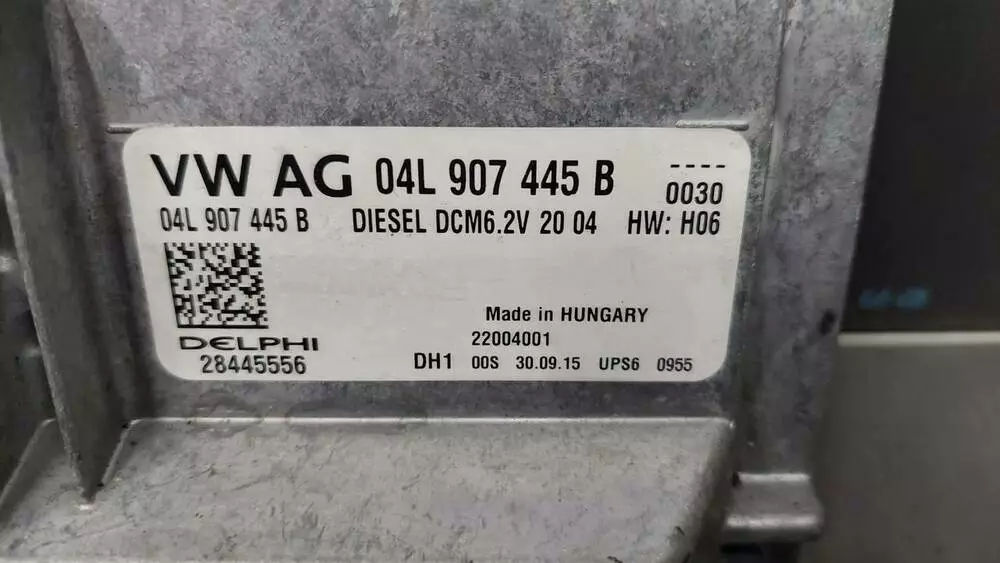 VW AG 04L 907 445 B ----
0030
04L 907 445 B DIESEL DCM6.2V 20 04 HW: H06
Made in HUNGARY
22004001
DELPHI
28445556
DH1 00S 30.09.15 UPS6 0955